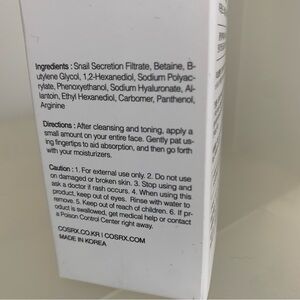 Ingredients : Snail Secretion Filtrate, Betaine, B-
utylene Glycol, 1,2-Hexanediol, Sodium Polyac-
rylate, Phenoxyethanol, Sodium Hyaluronate, Al-
lantoin, Ethyl Hexanediol, Carbomer, Panthenol,
Arginine
Directions : After cleansing and toning, apply a
small amount on your entire face. Gently pat us-
ing fingertips to aid absorption, and then go forth
with your moisturizers.
Caution : 1. For external use only. 2. Do not use
on damaged or broken skin. 3. Stop using and
ask a doctor if rash occurs. 4. When using this
product, keep out of eyes. Rinse with water to
remove. 5. Keep out of reach of children. 6. If pr-
oduct is swallowed, get medical help or contact
a Poison Control Center right away.
COSRX.CO.KR I COSRX.COM
MADE IN KOREA